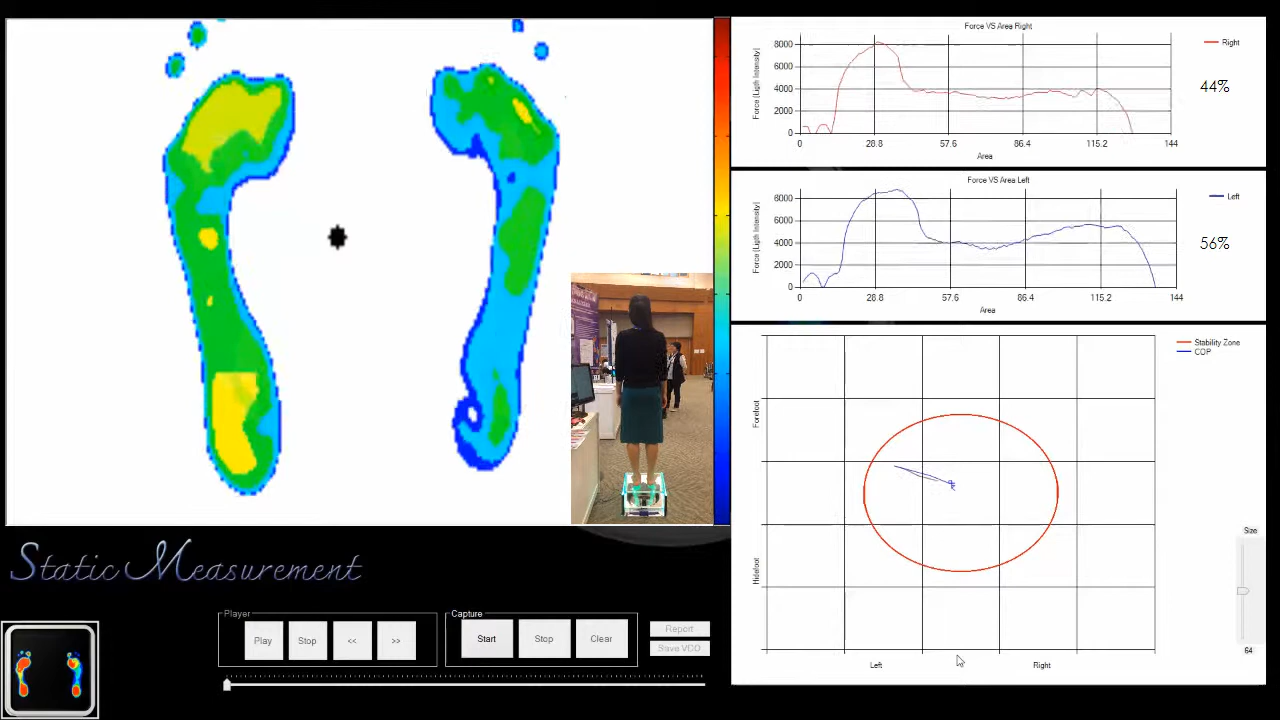 Force VS Area Right
Force [Ligth Intensity]
8000
6000
4000
2000
0
0 28.8 57.6 86.4 115.2 144
Area
Right
44%
Force VS Area Left
Force [Ligth Intensity]
8000
6000
4000
2000
0
0 28.8 57.6 86.4 115.2 144
Area
Left
56%
Stability Zone
COP
Forefoot
Hidefoot
Left Right
Size
64
Static Measurement
Player
Play Stop << >>
Capture
Start Stop Clear
Report
Save VDO